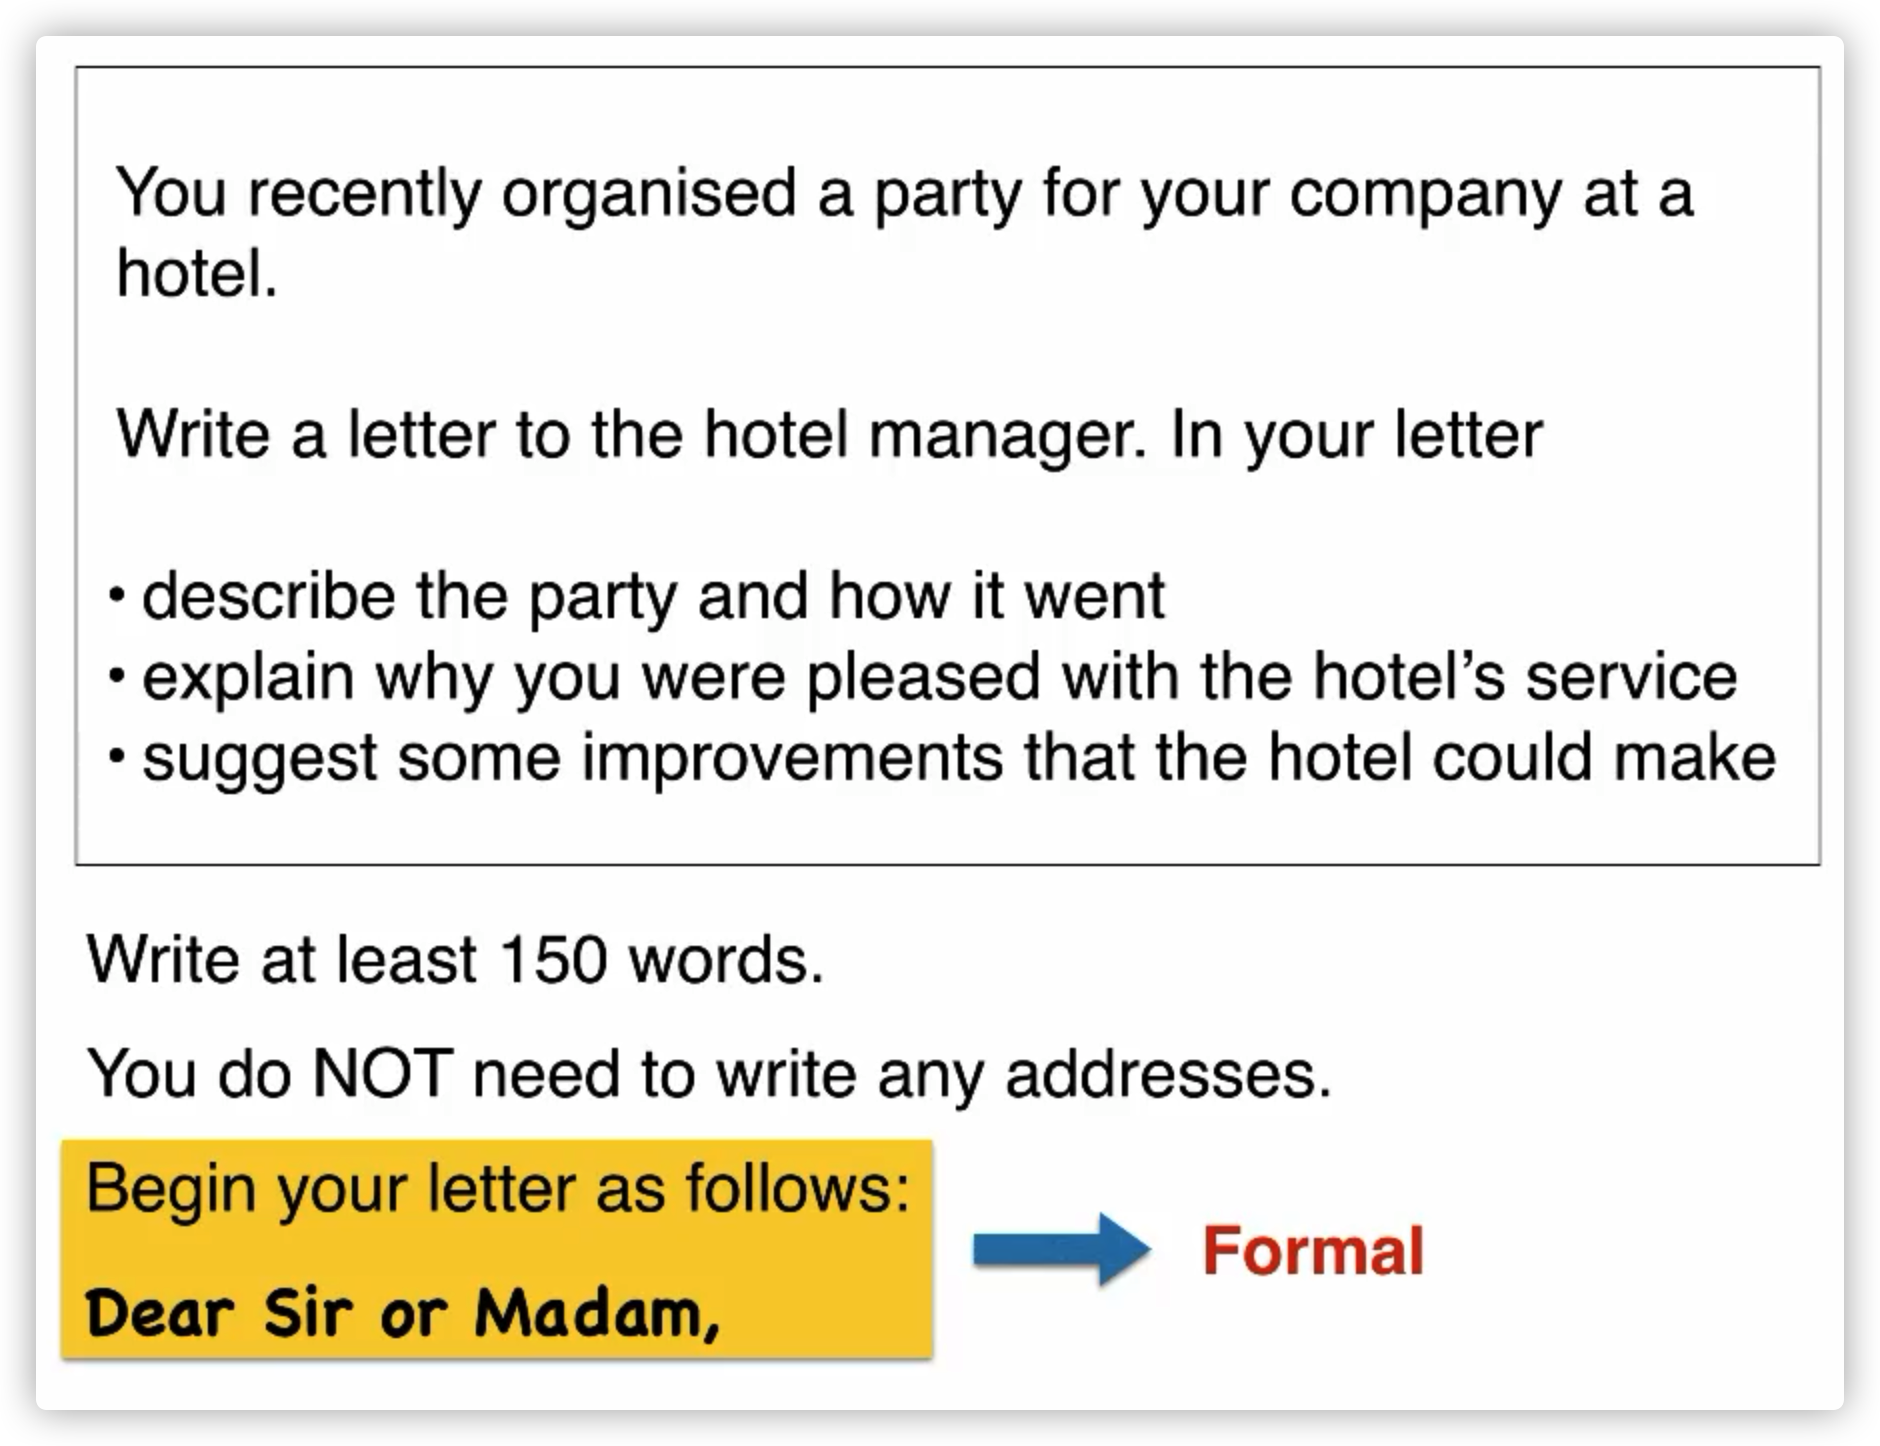 You recently organised a party for your company at a
hotel.
Write a letter to the hotel manager. In your letter
• describe the party and how it went
• explain why you were pleased with the hotel’s service
• suggest some improvements that the hotel could make
Write at least 150 words.
You do NOT need to write any addresses.
Begin your letter as follows:
Dear Sir or Madam,
Formal